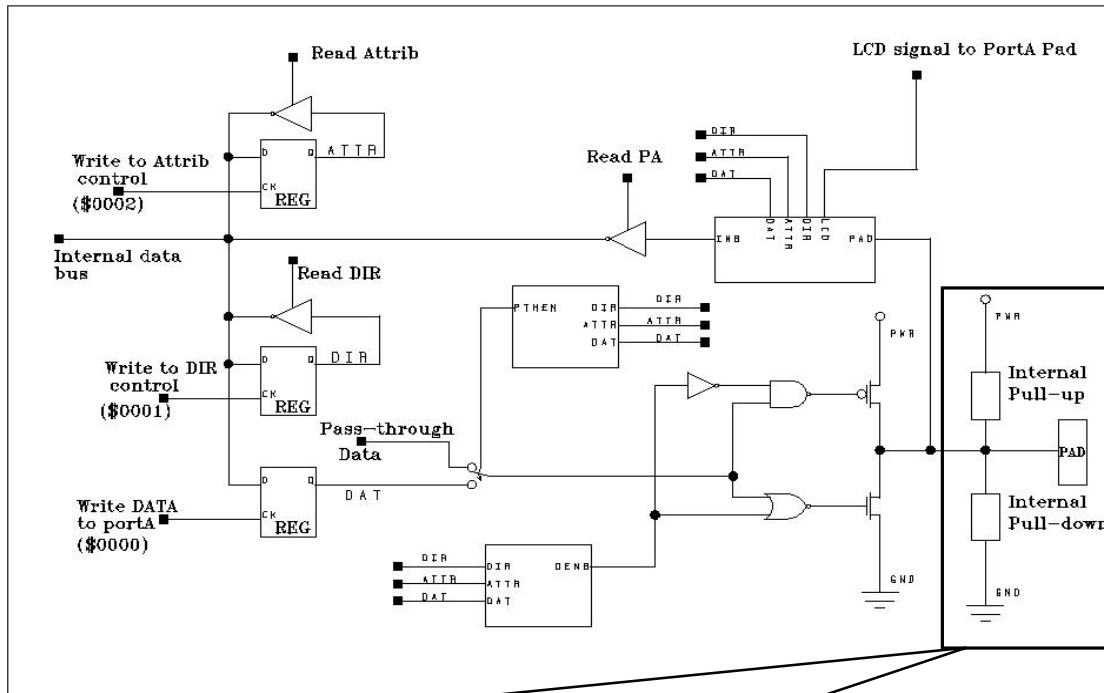 Read Attrib
LCD signal to PortA Pad
D
Q
ATTR
CK
REG
Write to Attrib
control
($0002)
DIR
ATTR
DAT
Read PA
DAT
ATTR
DIR
LCD
INB
PAD
Internal data
bus
Read DIR
PTHEN
DIR
ATTR
DAT
DIR
ATTR
DAT
D
Q
DIR
CK
REG
Write to DIR
control
($0001)
PWR
PWR
Internal
Pull-up
Pass-through
Data
PAD
D
Q
DAT
CK
REG
Write DATA
to portA
($0000)
Internal
Pull-down
DIR
ATTR
DAT
DIR
ATTR
DAT
OENB
GND
GND